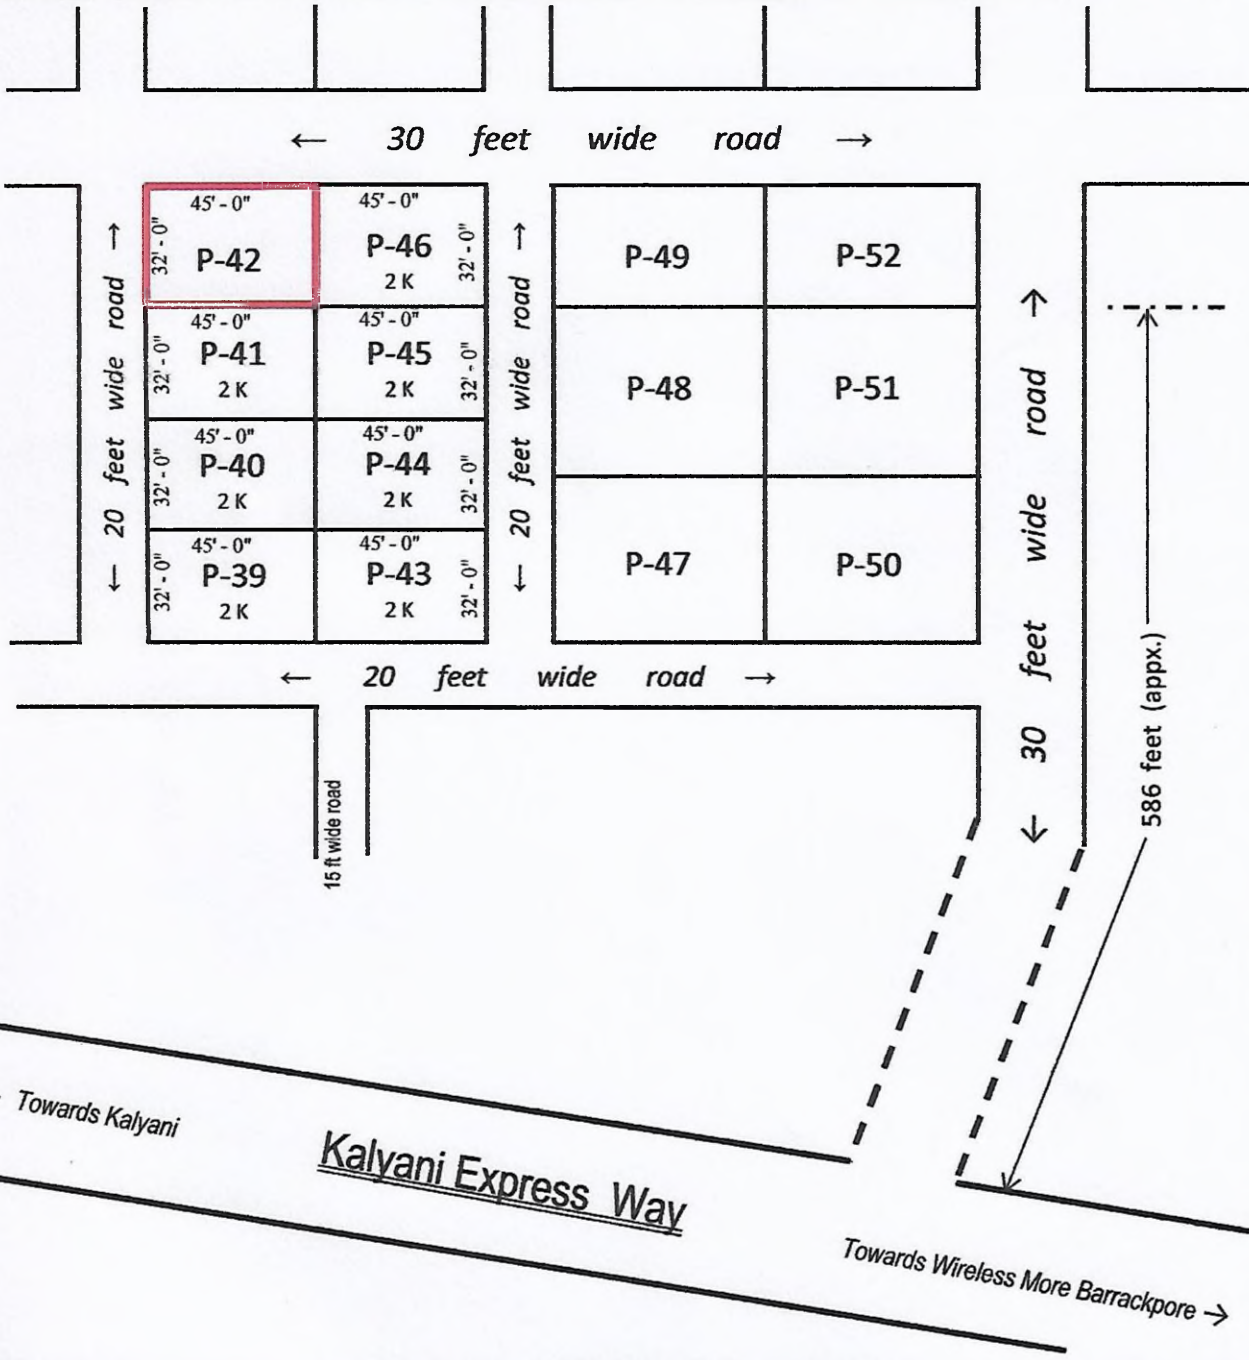 ← 30 feet wide road →
45' - 0"
32' - 0"
P-42
45' - 0"
P-46
32' - 0"
2 K
P-49
P-52
45' - 0"
32' - 0"
P-41
2 K
45' - 0"
P-45
32' - 0"
2 K
P-48
P-51
45' - 0"
32' - 0"
P-40
2 K
45' - 0"
P-44
32' - 0"
2 K
45' - 0"
32' - 0"
P-39
2 K
45' - 0"
P-43
32' - 0"
2 K
P-47
P-50
← 20 feet wide road →
← 20 feet wide road →
← 30 feet wide road →
← 20 feet wide road →
586 feet (appx.)
15 ft wide road
Towards Kalyani
Kalyani Express Way
Towards Wireless More Barrackpore →